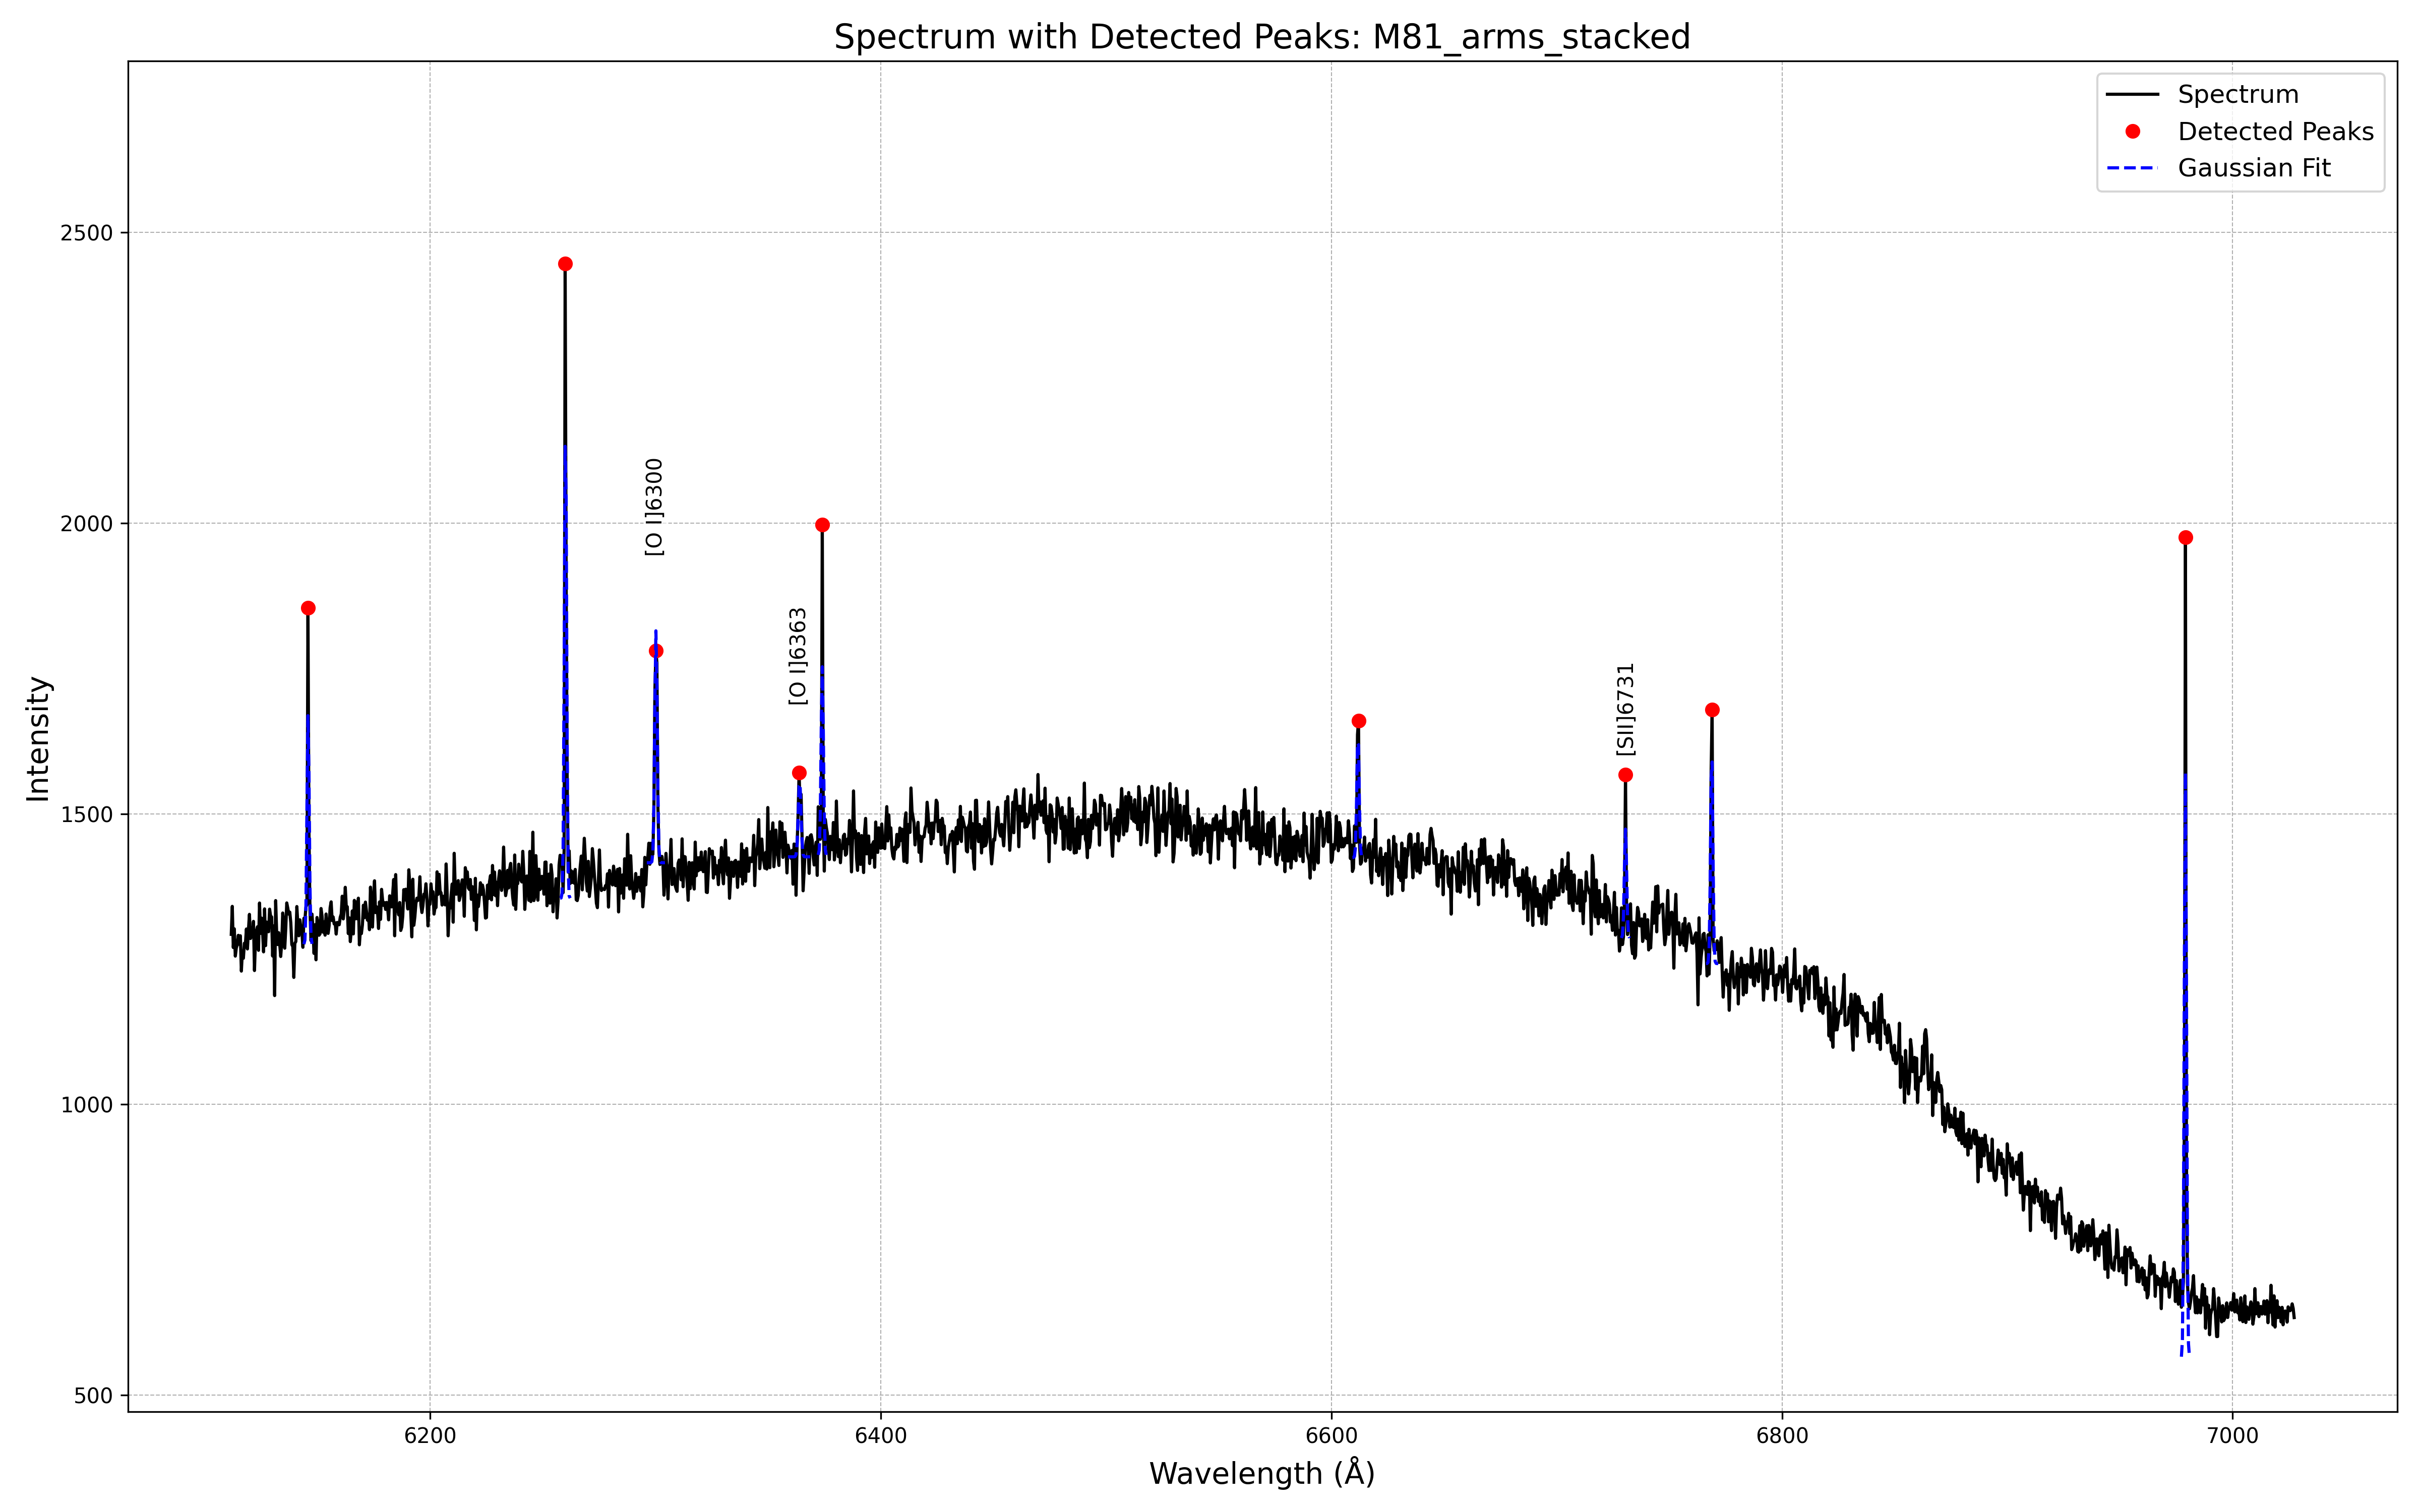 Spectrum with Detected Peaks: M81_arms_stacked
Spectrum
Detected Peaks
Gaussian Fit
Intensity
2500
2000
1500
1000
500
[O I]6300
[O I]6363
[SII]6731
6200
6400
6600
6800
7000
Wavelength (Å)